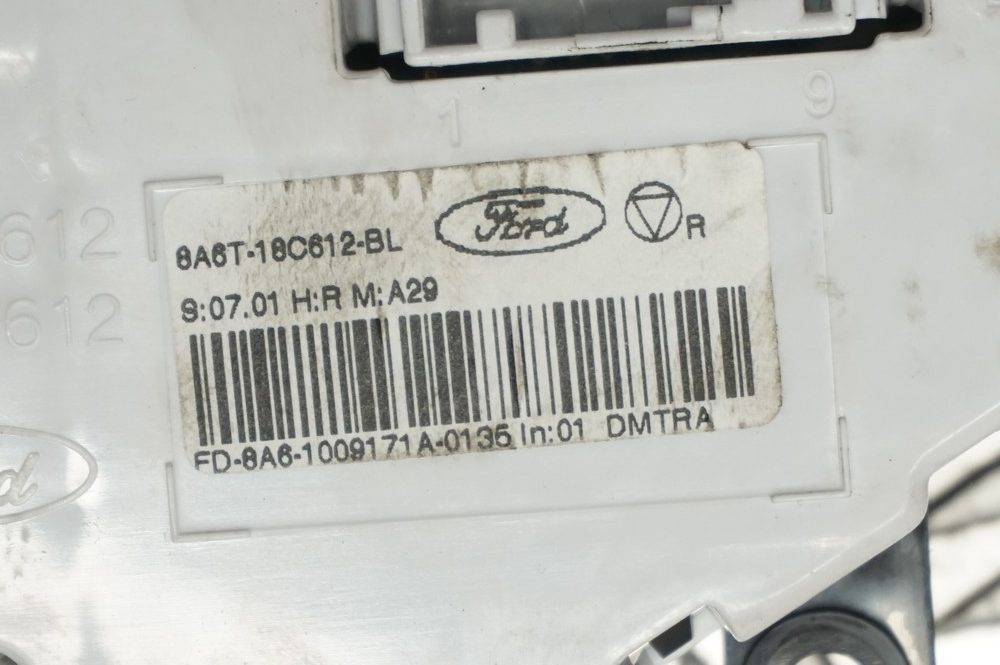 1
9
612
612
8A6T-18C612-BL
Ford
R
S:07.01 H:R M:A29
FD-8A6-1009171A-0135 In:01 DMTRA